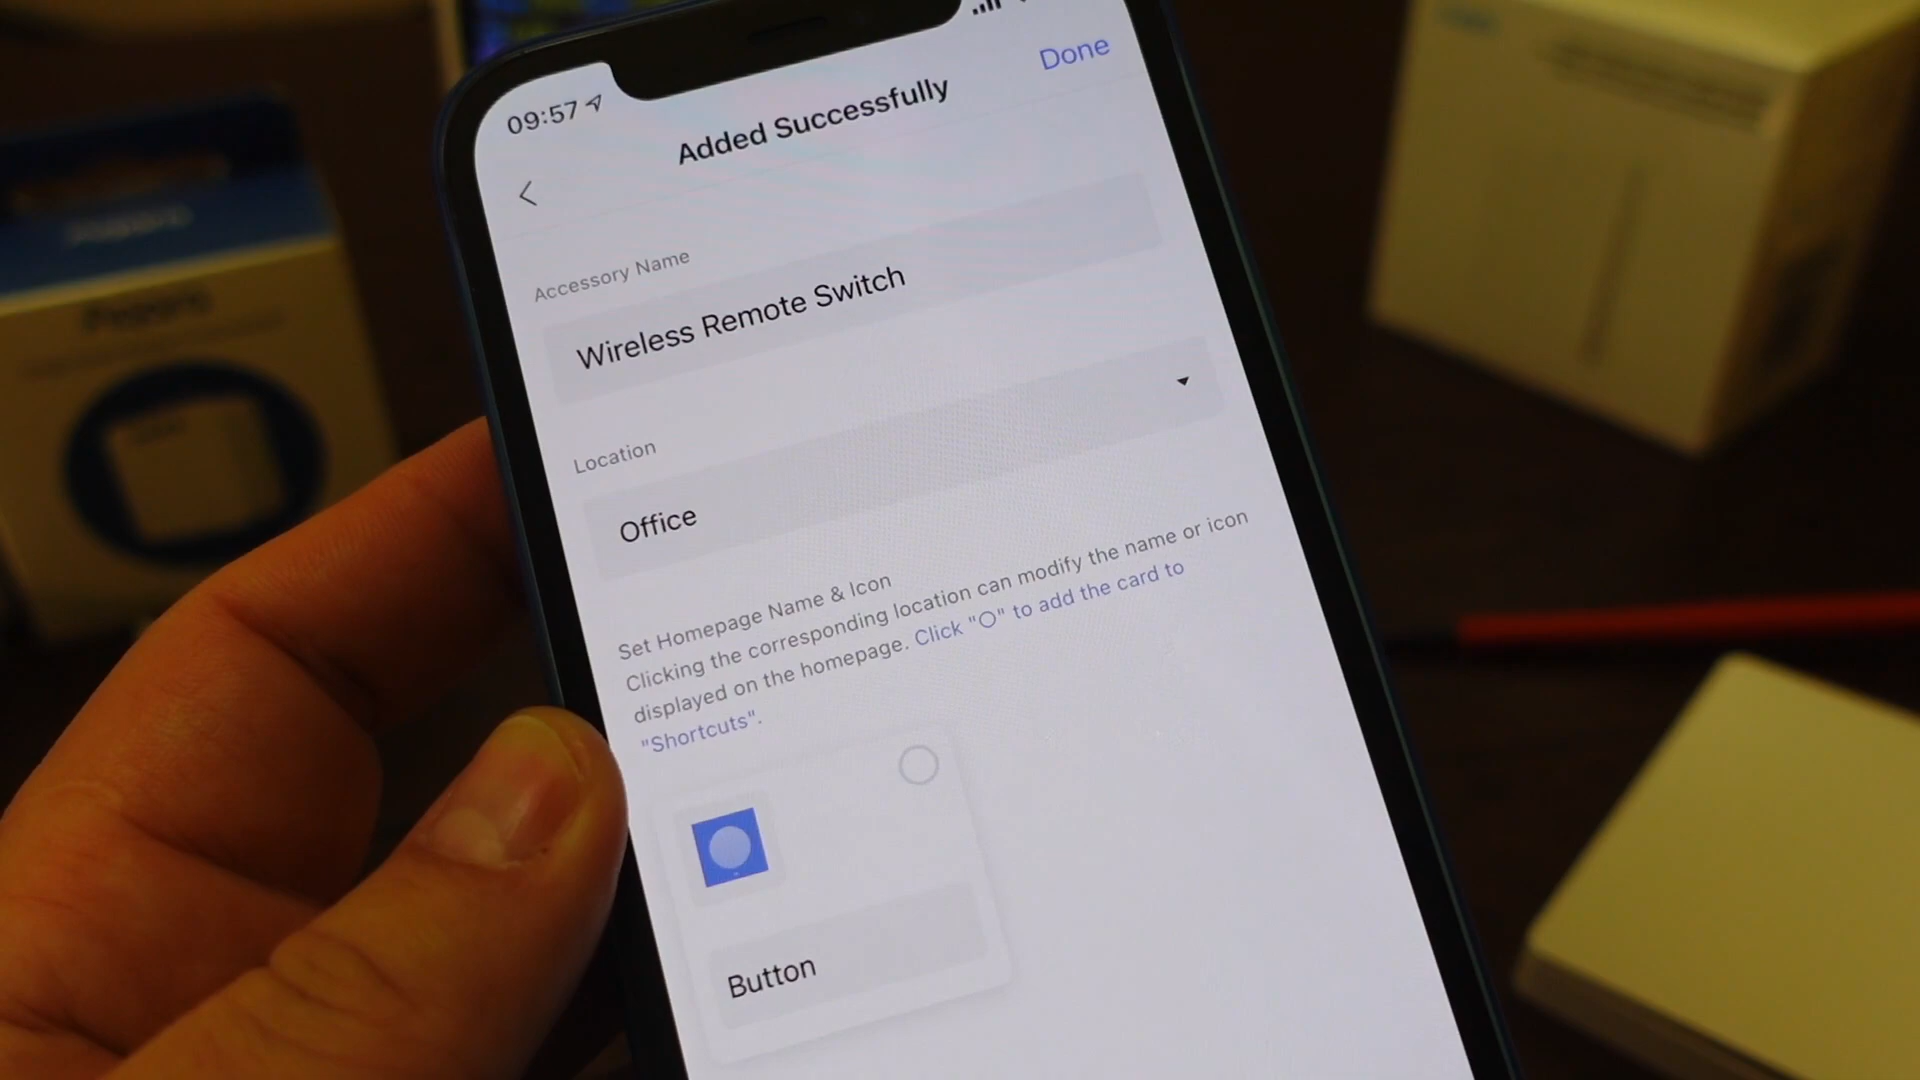 09:57
Done
Added Successfully
Accessory Name
Wireless Remote Switch
Location
Office
Set Homepage Name & Icon
Clicking the corresponding location can modify the name or icon
displayed on the homepage. Click "O" to add the card to
"Shortcuts".
Button